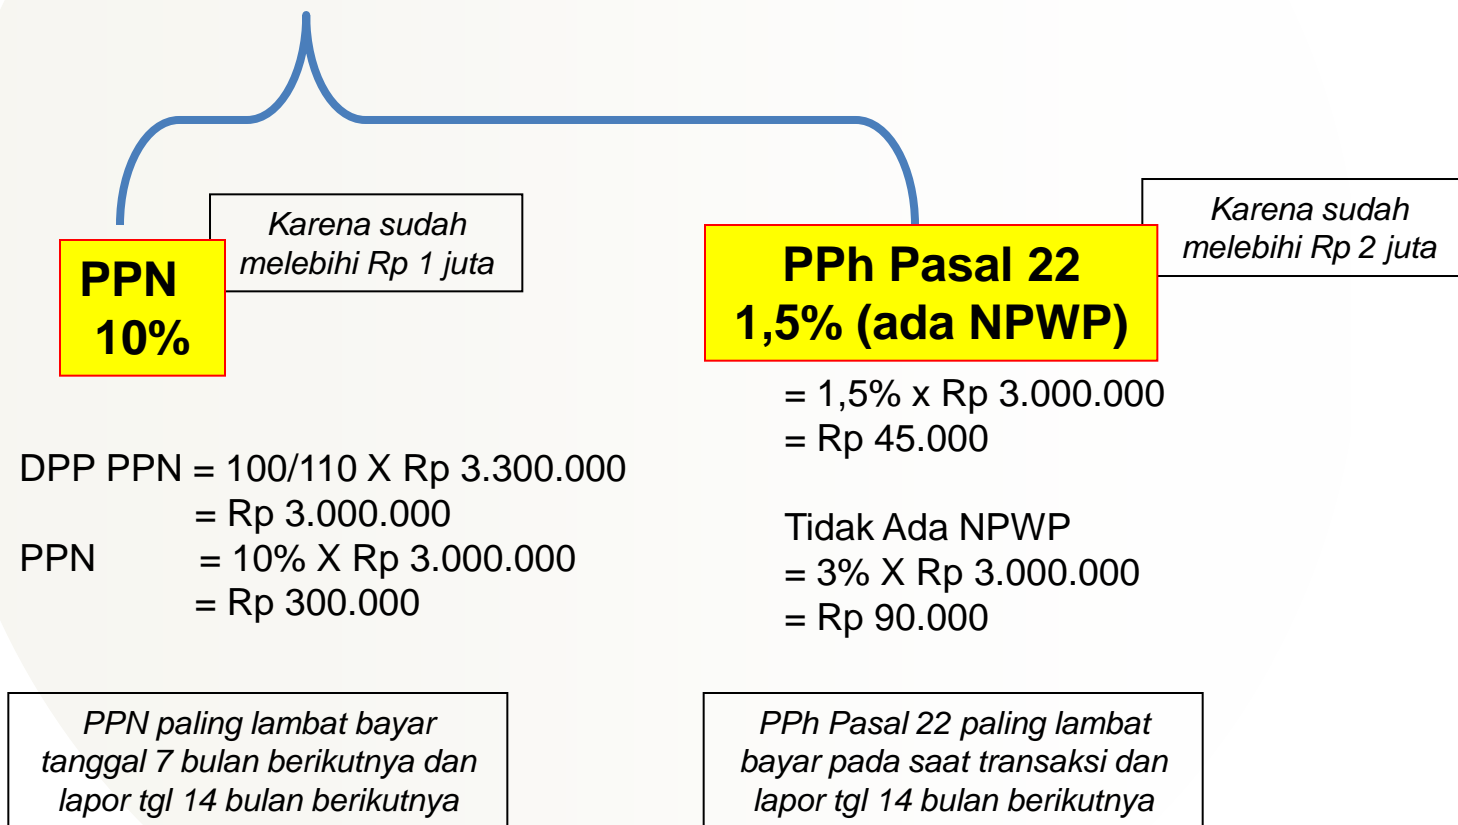 Karena sudah
melebihi Rp 1 juta
PPN
10%
DPP PPN = 100/110 X Rp 3.300.000
= Rp 3.000.000
PPN = 10% X Rp 3.000.000
= Rp 300.000
PPN paling lambat bayar
tanggal 7 bulan berikutnya dan
lapor tgl 14 bulan berikutnya
Karena sudah
melebihi Rp 2 juta
PPh Pasal 22
1,5% (ada NPWP)
= 1,5% x Rp 3.000.000
= Rp 45.000
Tidak Ada NPWP
= 3% X Rp 3.000.000
= Rp 90.000
PPh Pasal 22 paling lambat
bayar pada saat transaksi dan
lapor tgl 14 bulan berikutnya